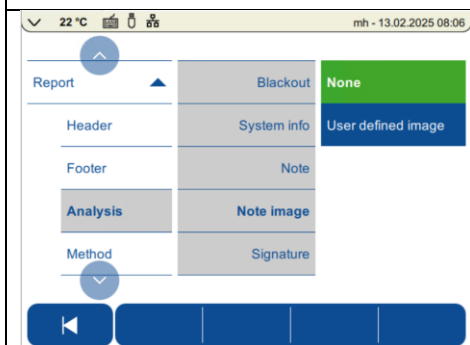 22 °C
mh - 13.02.2025 08:06
Report
Header
Footer
Analysis
Method
Blackout
System info
Note
Note image
Signature
None
User defined image